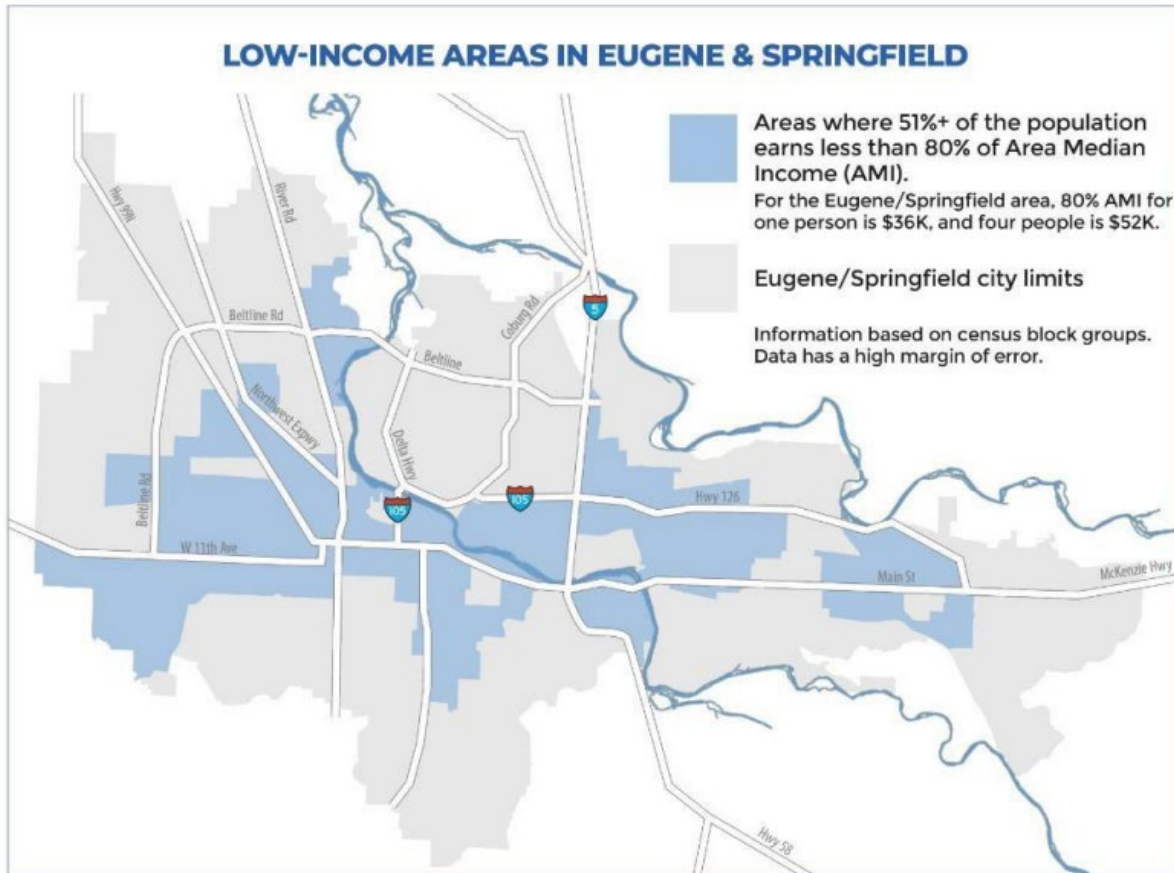 LOW-INCOME AREAS IN EUGENE & SPRINGFIELD
Areas where 51%+ of the population
earns less than 80% of Area Median
Income (AMI).
For the Eugene/Springfield area, 80% AMI for
one person is $36K, and four people is $52K.
Eugene/Springfield city limits
Information based on census block groups.
Data has a high margin of error.
Hwy 99N
River Rd
Beltline Rd
Coburg Rd
5
Beltline
Northwest Expwy
Delta Hwy
Beltline Rd
105
105
Hwy 126
W 11th Ave
Main St
McKenzie Hwy
Hwy 58